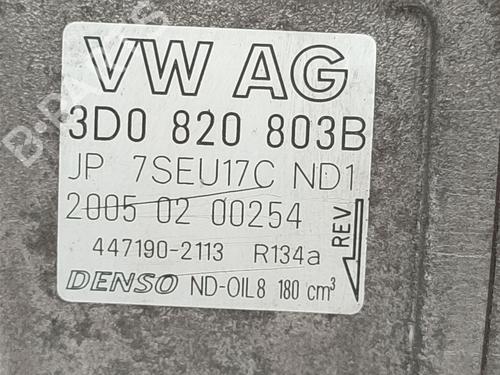 VW AG
3D0 820 803B
JP 7SEU17C ND1
2005 02 00254
447190-2113 R134a
REV
DENSO ND-OIL8 180 cm³
B-PARTS